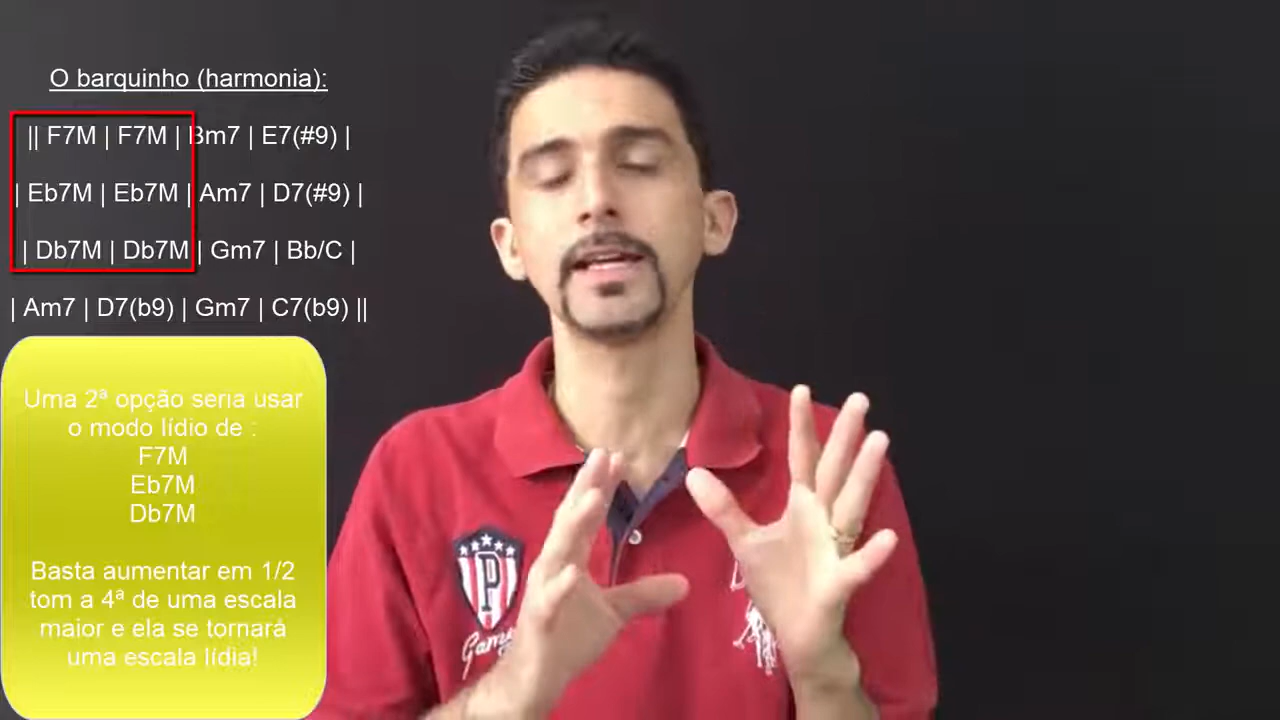 O barquinho (harmonia):
|| F7M | F7M | Bm7 | E7(#9) |
| Eb7M | Eb7M | Am7 | D7(#9) |
| Db7M | Db7M | Gm7 | Bb/C |
| Am7 | D7(b9) | Gm7 | C7(b9) ||
Uma 2ª opção seria usar
o modo lídio de :
F7M
Eb7M
Db7M
Basta aumentar em 1/2
tom a 4ª de uma escala
maior e ela se tornará
uma escala lídia!
P